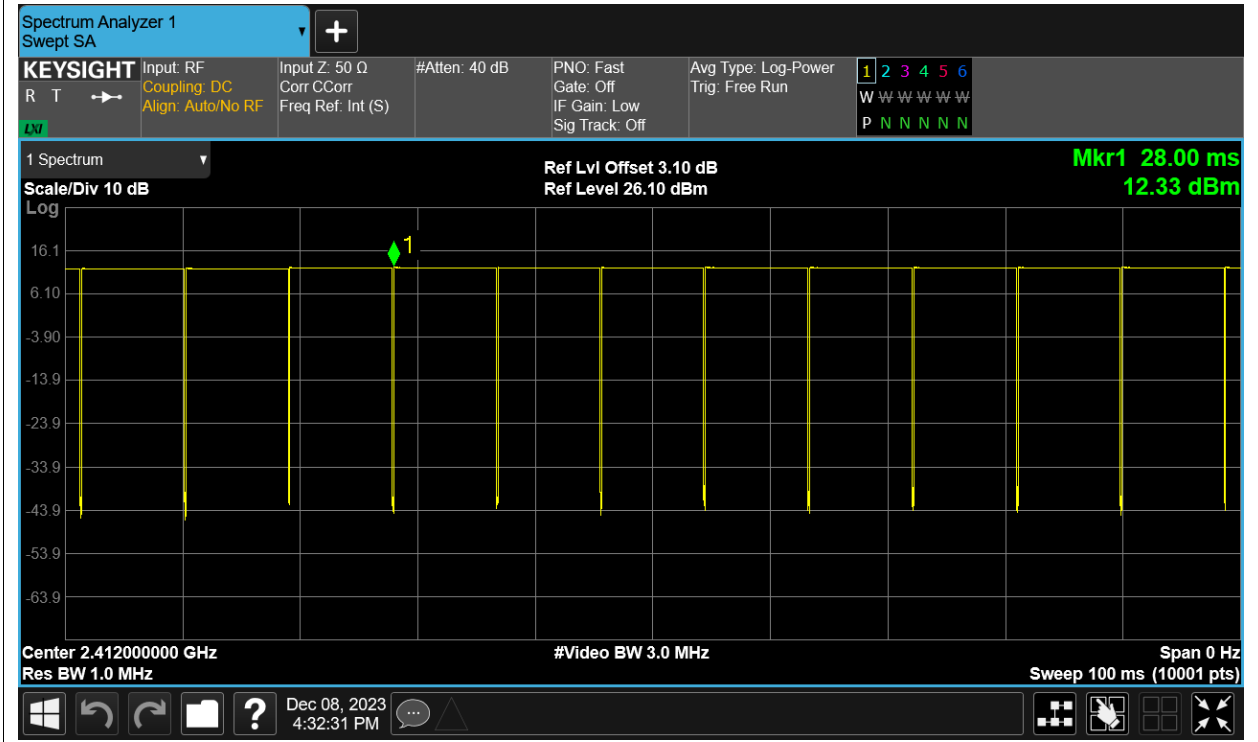 Spectrum Analyzer 1
Swept SA
KEYSIGHT
R T
LXI
Input: RF
Coupling: DC
Align: Auto/No RF
Input Z: 50 Ω
Corr CCorr
Freq Ref: Int (S)
#Atten: 40 dB
PNO: Fast
Gate: Off
IF Gain: Low
Sig Track: Off
Avg Type: Log-Power
Trig: Free Run
1 2 3 4 5 6
W W W W W W
P N N N N N
1 Spectrum
Scale/Div 10 dB
Ref Lvl Offset 3.10 dB
Ref Level 26.10 dBm
Mkr1 28.00 ms
12.33 dBm
Log
1
16.1
6.10
-3.90
-13.9
-23.9
-33.9
-43.9
-53.9
-63.9
Center 2.412000000 GHz
#Video BW 3.0 MHz
Span 0 Hz
Res BW 1.0 MHz
Sweep 100 ms (10001 pts)
?
Dec 08, 2023
4:32:31 PM